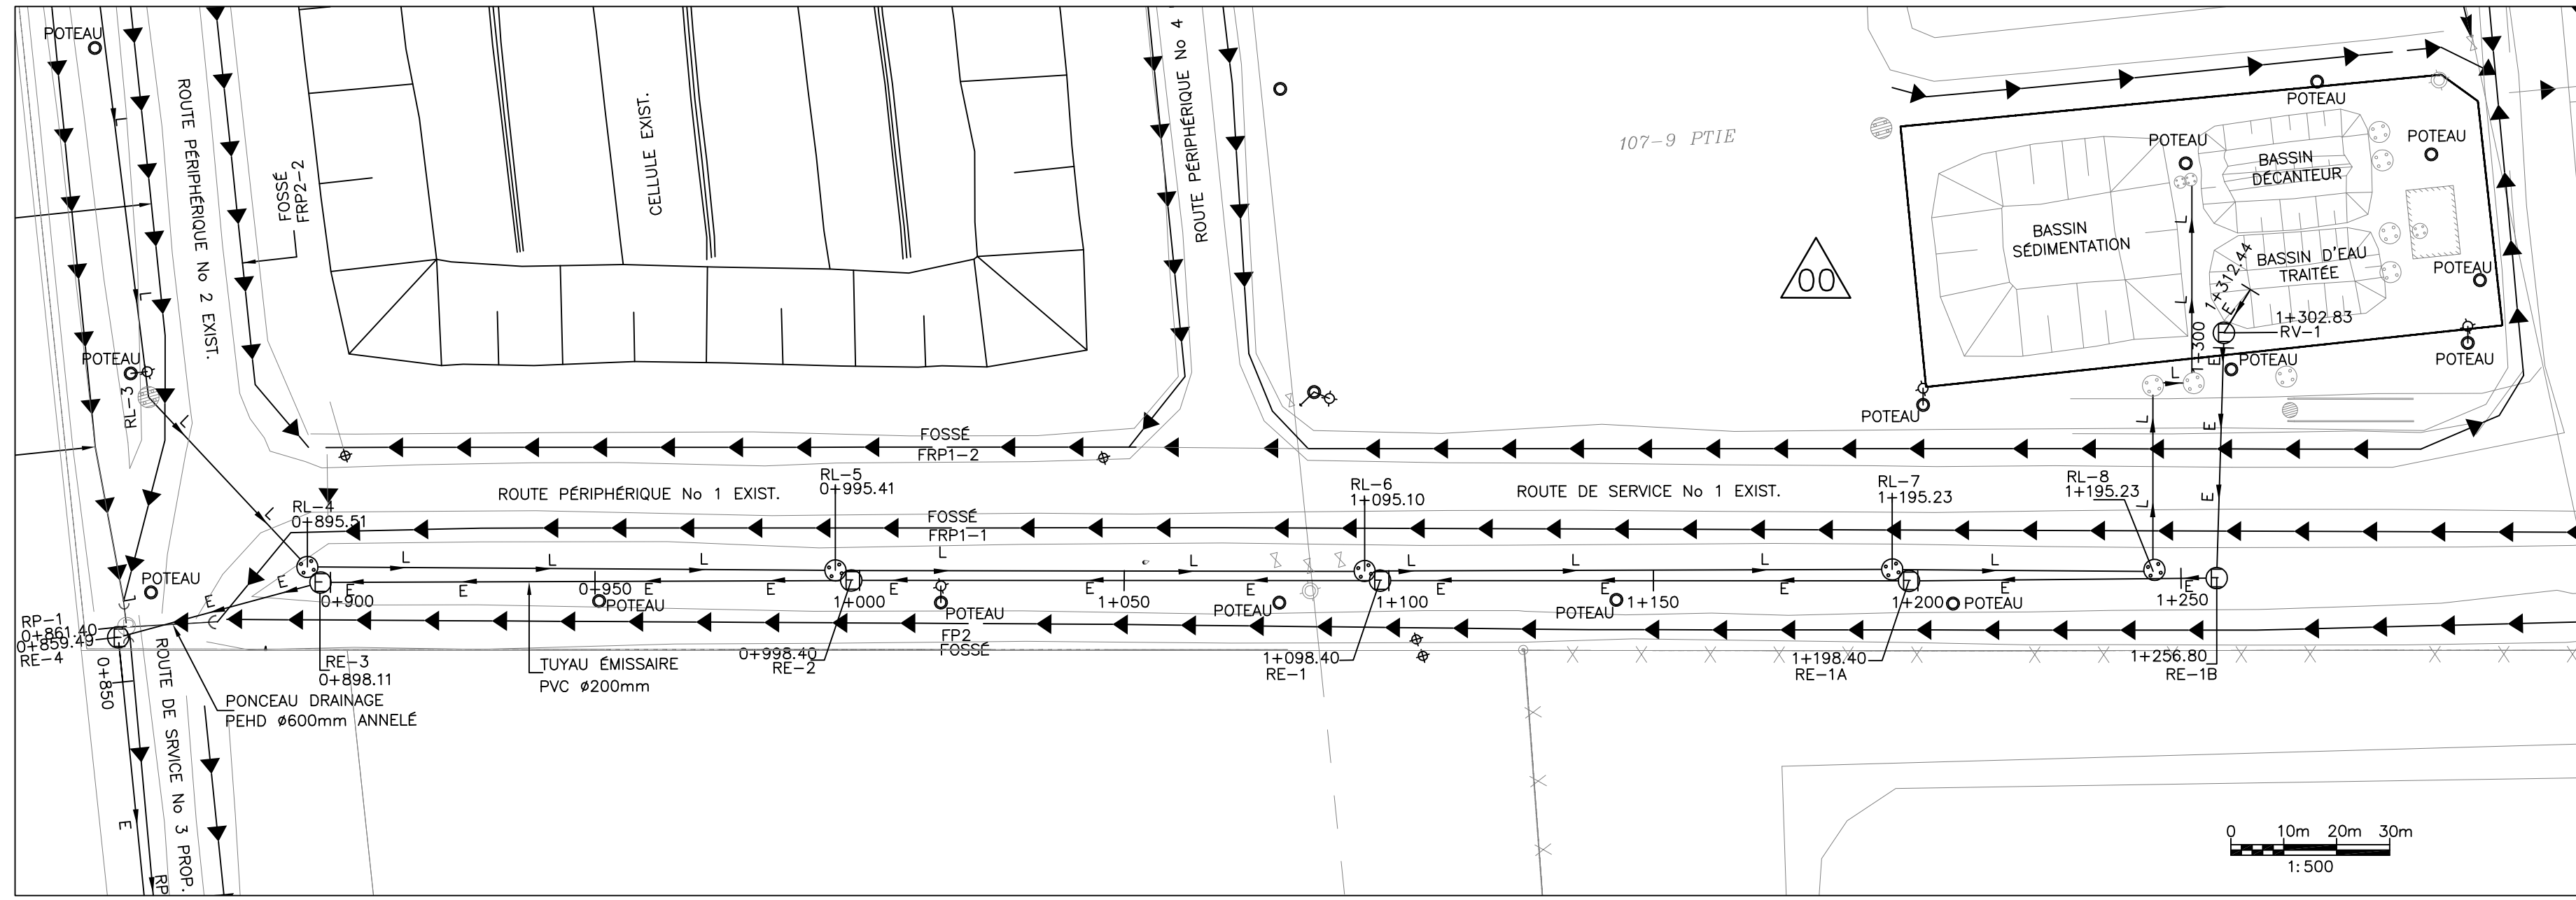 POTEAU
ROUTE PÉRIPHÉRIQUE No 2 EXIST.
FOSSÉ
FRP2-2
CELLULE EXIST.
ROUTE PÉRIPHÉRIQUE No 4
107-9 PTIE
00
POTEAU
POTEAU
POTEAU
BASSIN
DÉCANTEUR
BASSIN
SÉDIMENTATION
BASSIN D'EAU
TRAITÉE
POTEAU
1+312.44
1+302.83
RV-1
1+300
POTEAU
POTEAU
POTEAU
POTEAU
RL-3
L
L
L
L
L
L
L
L
L
E
E
E
E
FOSSÉ
FRP1-2
ROUTE PÉRIPHÉRIQUE No 1 EXIST.
ROUTE DE SERVICE No 1 EXIST.
RL-4
0+895.51
RL-5
0+995.41
RL-6
1+095.10
RL-7
1+195.23
RL-8
1+195.23
FOSSÉ
FRP1-1
L
L
L
L
L
L
L
L
L
E
E
E
E
E
E
E
E
E
E
E
E
E
E
POTEAU
0+900
0+950
POTEAU
1+000
POTEAU
1+050
POTEAU
1+100
POTEAU
1+150
1+200
POTEAU
1+250
RP-1
0+861.40
0+859.49
RE-4
0+850
FP2
FOSSÉ
RE-3
0+898.11
TUYAU ÉMISSAIRE
PVC ø200mm
0+998.40
RE-2
1+098.40
RE-1
1+198.40
RE-1A
1+256.80
RE-1B
PONCEAU DRAINAGE
PEHD ø600mm ANNELÉ
ROUTE DE SRVICE No 3 PROP.
E
RP
0 10m 20m 30m
1:500